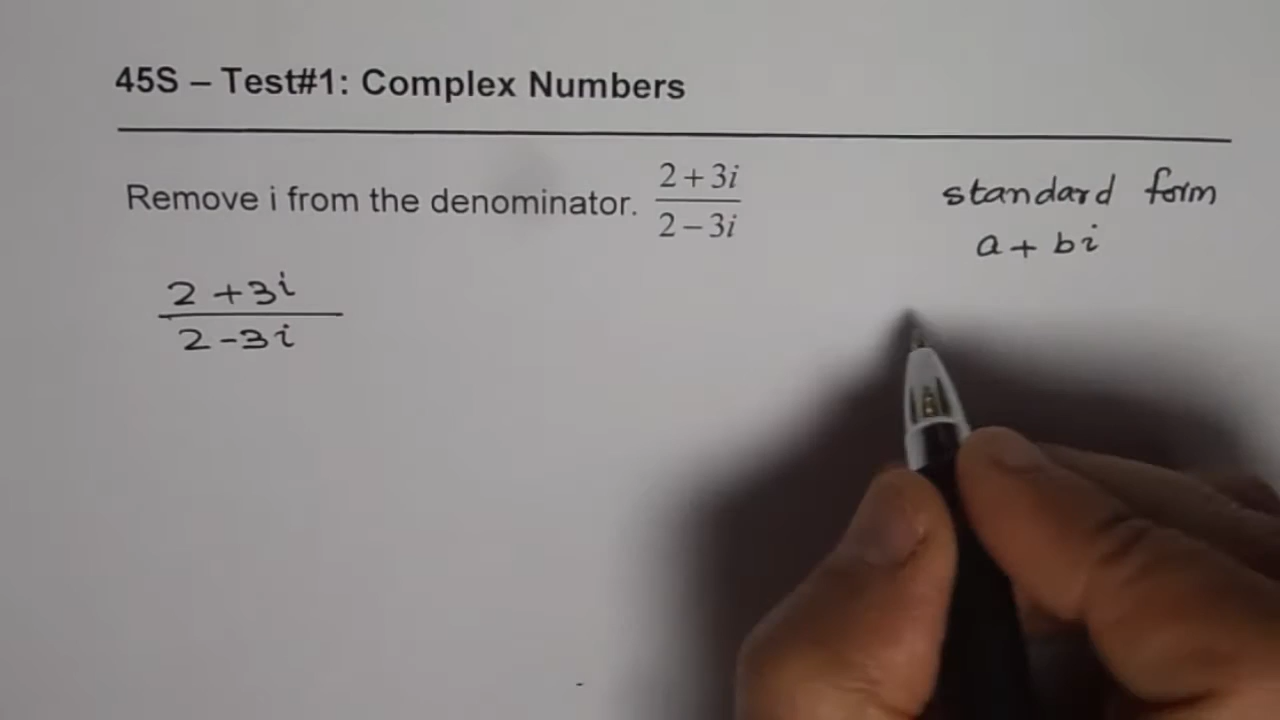 45S – Test#1: Complex Numbers
Remove i from the denominator. 2+3i / 2−3i
standard form
a + bi
2 +3i
2-3i